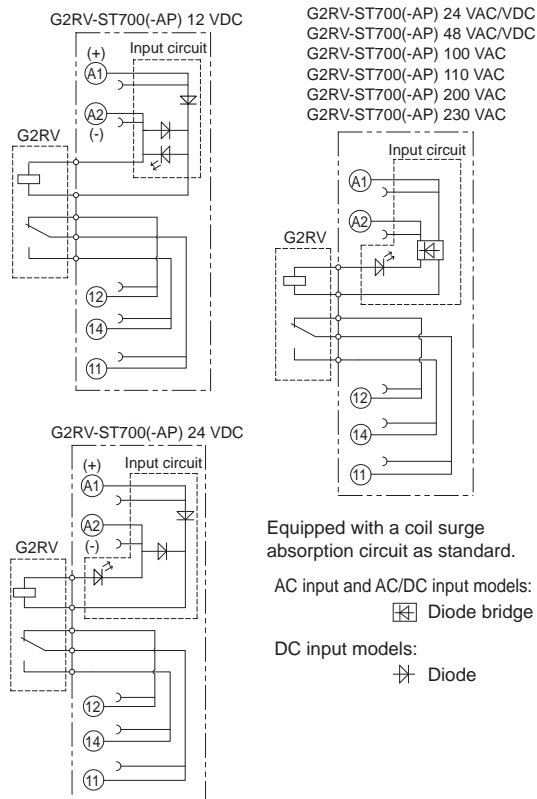 G2RV-ST700(-AP) 12 VDC
(+)
Input circuit
A1
A2
(-)
G2RV
12
14
11
G2RV-ST700(-AP) 24 VAC/VDC
G2RV-ST700(-AP) 48 VAC/VDC
G2RV-ST700(-AP) 100 VAC
G2RV-ST700(-AP) 110 VAC
G2RV-ST700(-AP) 200 VAC
G2RV-ST700(-AP) 230 VAC
Input circuit
A1
A2
G2RV
12
14
11
G2RV-ST700(-AP) 24 VDC
(+)
Input circuit
A1
A2
(-)
G2RV
12
14
11
Equipped with a coil surge
absorption circuit as standard.
AC input and AC/DC input models:
Diode bridge
DC input models:
Diode